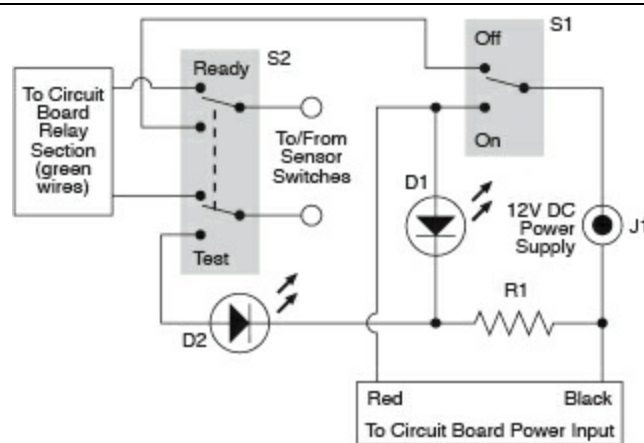 S1
Off
On
S2
Ready
Test
To Circuit
Board
Relay
Section
(green
wires)
To/From
Sensor
Switches
D1
12V DC
Power
Supply
J1
R1
D2
Red
Black
To Circuit Board Power Input